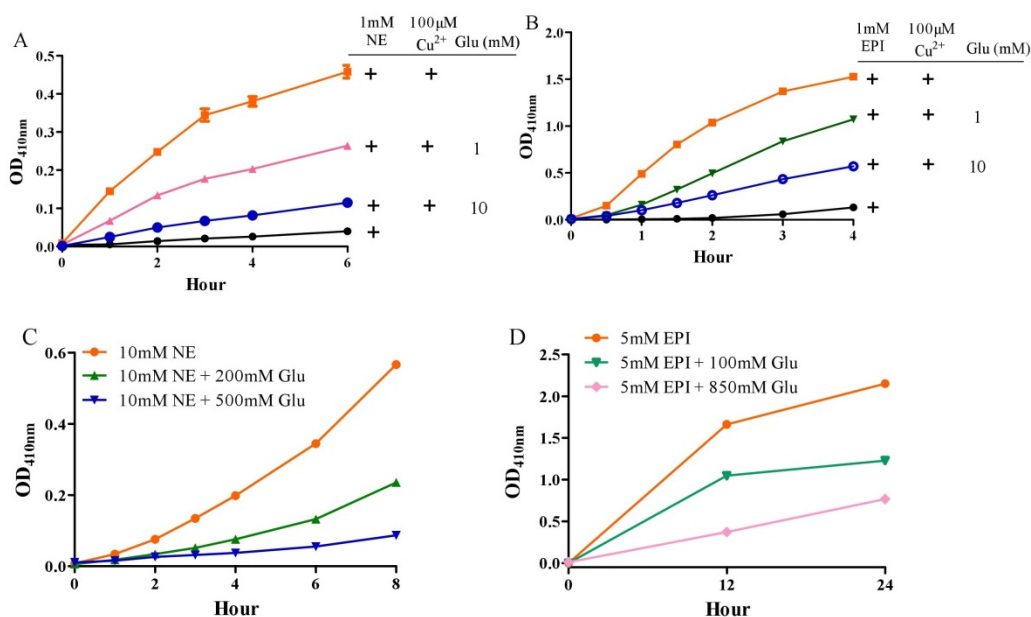 A
1mM NE 100μM Cu²⁺ Glu (mM)
OD410nm
0.5
0.4
0.3
0.2
0.1
0.0
+ +
+ + 1
+ + 10
+
0 2 4 6
Hour
B
1mM EPI 100μM Cu²⁺ Glu (mM)
OD410nm
2.0
1.5
1.0
0.5
0.0
+ +
+ + 1
+ + 10
+
0 1 2 3 4
Hour
C
10mM NE
10mM NE + 200mM Glu
10mM NE + 500mM Glu
OD410nm
0.6
0.4
0.2
0.0
0 2 4 6 8
Hour
D
5mM EPI
5mM EPI + 100mM Glu
5mM EPI + 850mM Glu
OD410nm
2.5
2.0
1.5
1.0
0.5
0.0
0 12 24
Hour